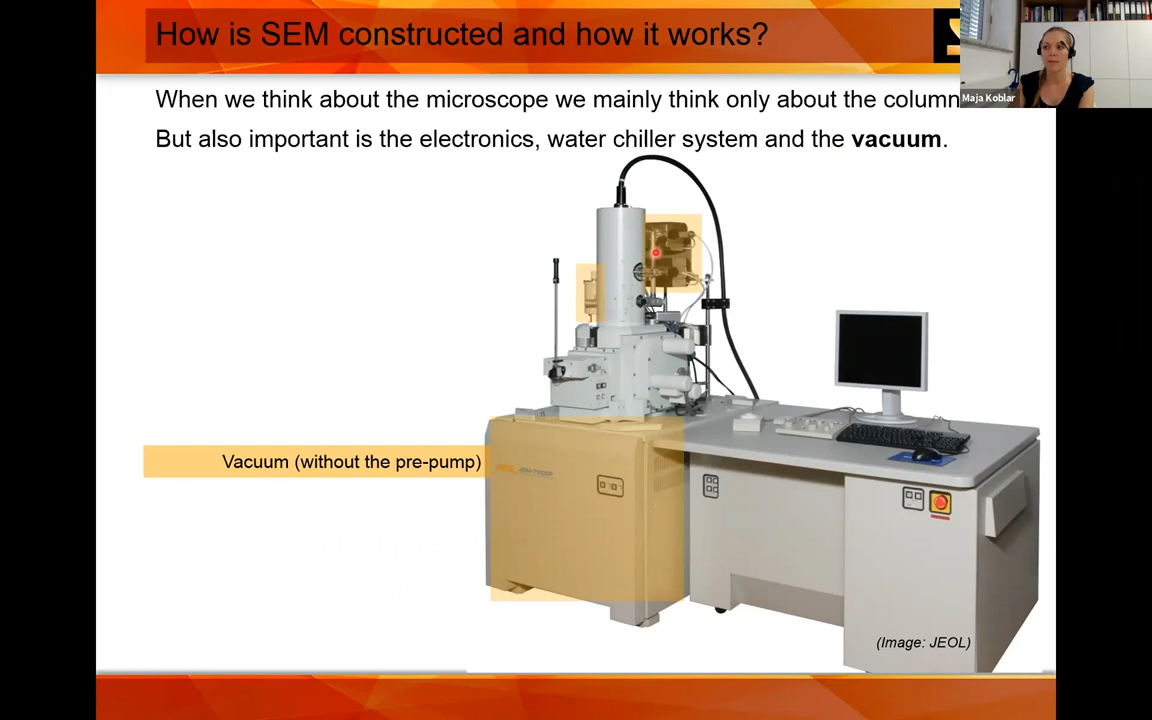 How is SEM constructed and how it works?
When we think about the microscope we mainly think only about the column
But also important is the electronics, water chiller system and the vacuum.
Maja Koblar
Vacuum (without the pre-pump)
JEOL
(Image: JEOL)